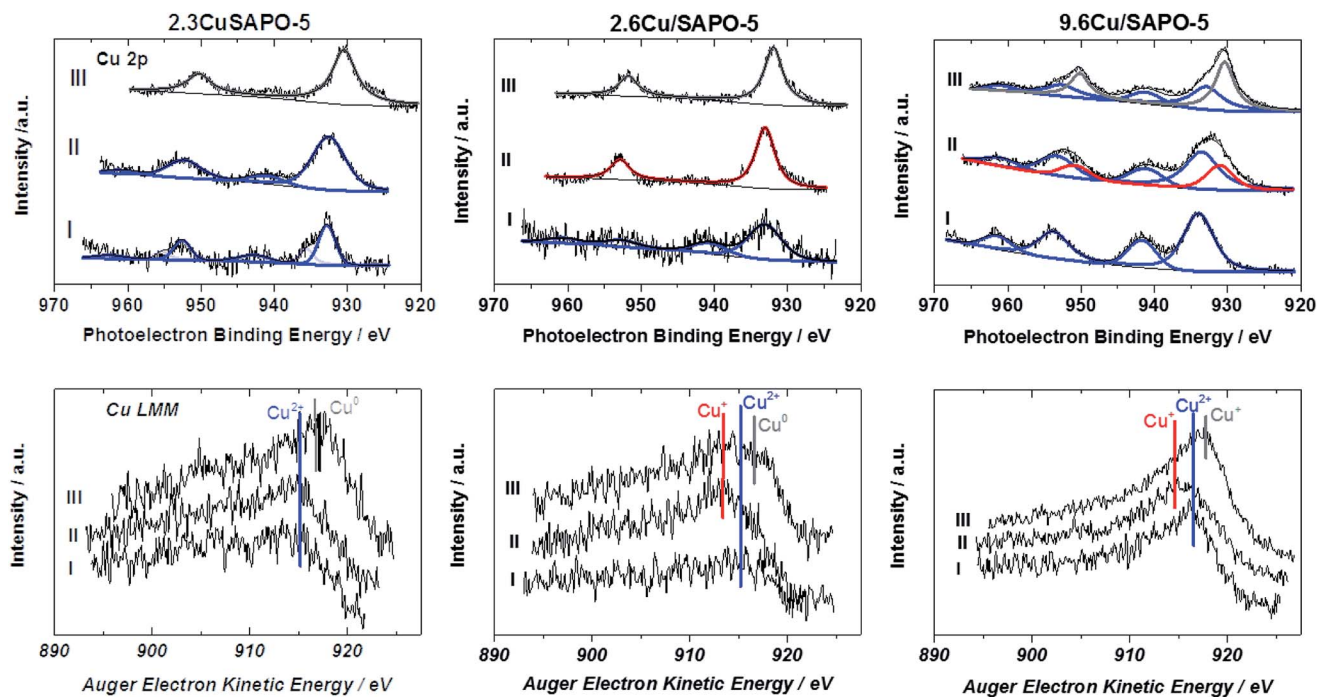 2.3CuSAPO-5
Cu 2p
III
II
I
Intensity /a.u.
970 960 950 940 930 920
Photoelectron Binding Energy / eV
2.6Cu/SAPO-5
III
II
I
Intensity / a.u.
970 960 950 940 930 920
Photoelectron Binding Energy / eV
9.6Cu/SAPO-5
III
II
I
Intensity / a.u.
970 960 950 940 930 920
Photoelectron Binding Energy / eV
Cu LMM
Cu²⁺
Cu⁰
III
II
I
Intensity / a.u.
890 900 910 920
Auger Electron Kinetic Energy / eV
Cu⁺
Cu²⁺
Cu⁰
III
II
I
Intensity / a.u.
890 900 910 920
Auger Electron Kinetic Energy / eV
Cu⁺
Cu²⁺
Cu⁺
III
II
I
Intensity / a.u.
890 900 910 920
Auger Electron Kinetic Energy / eV